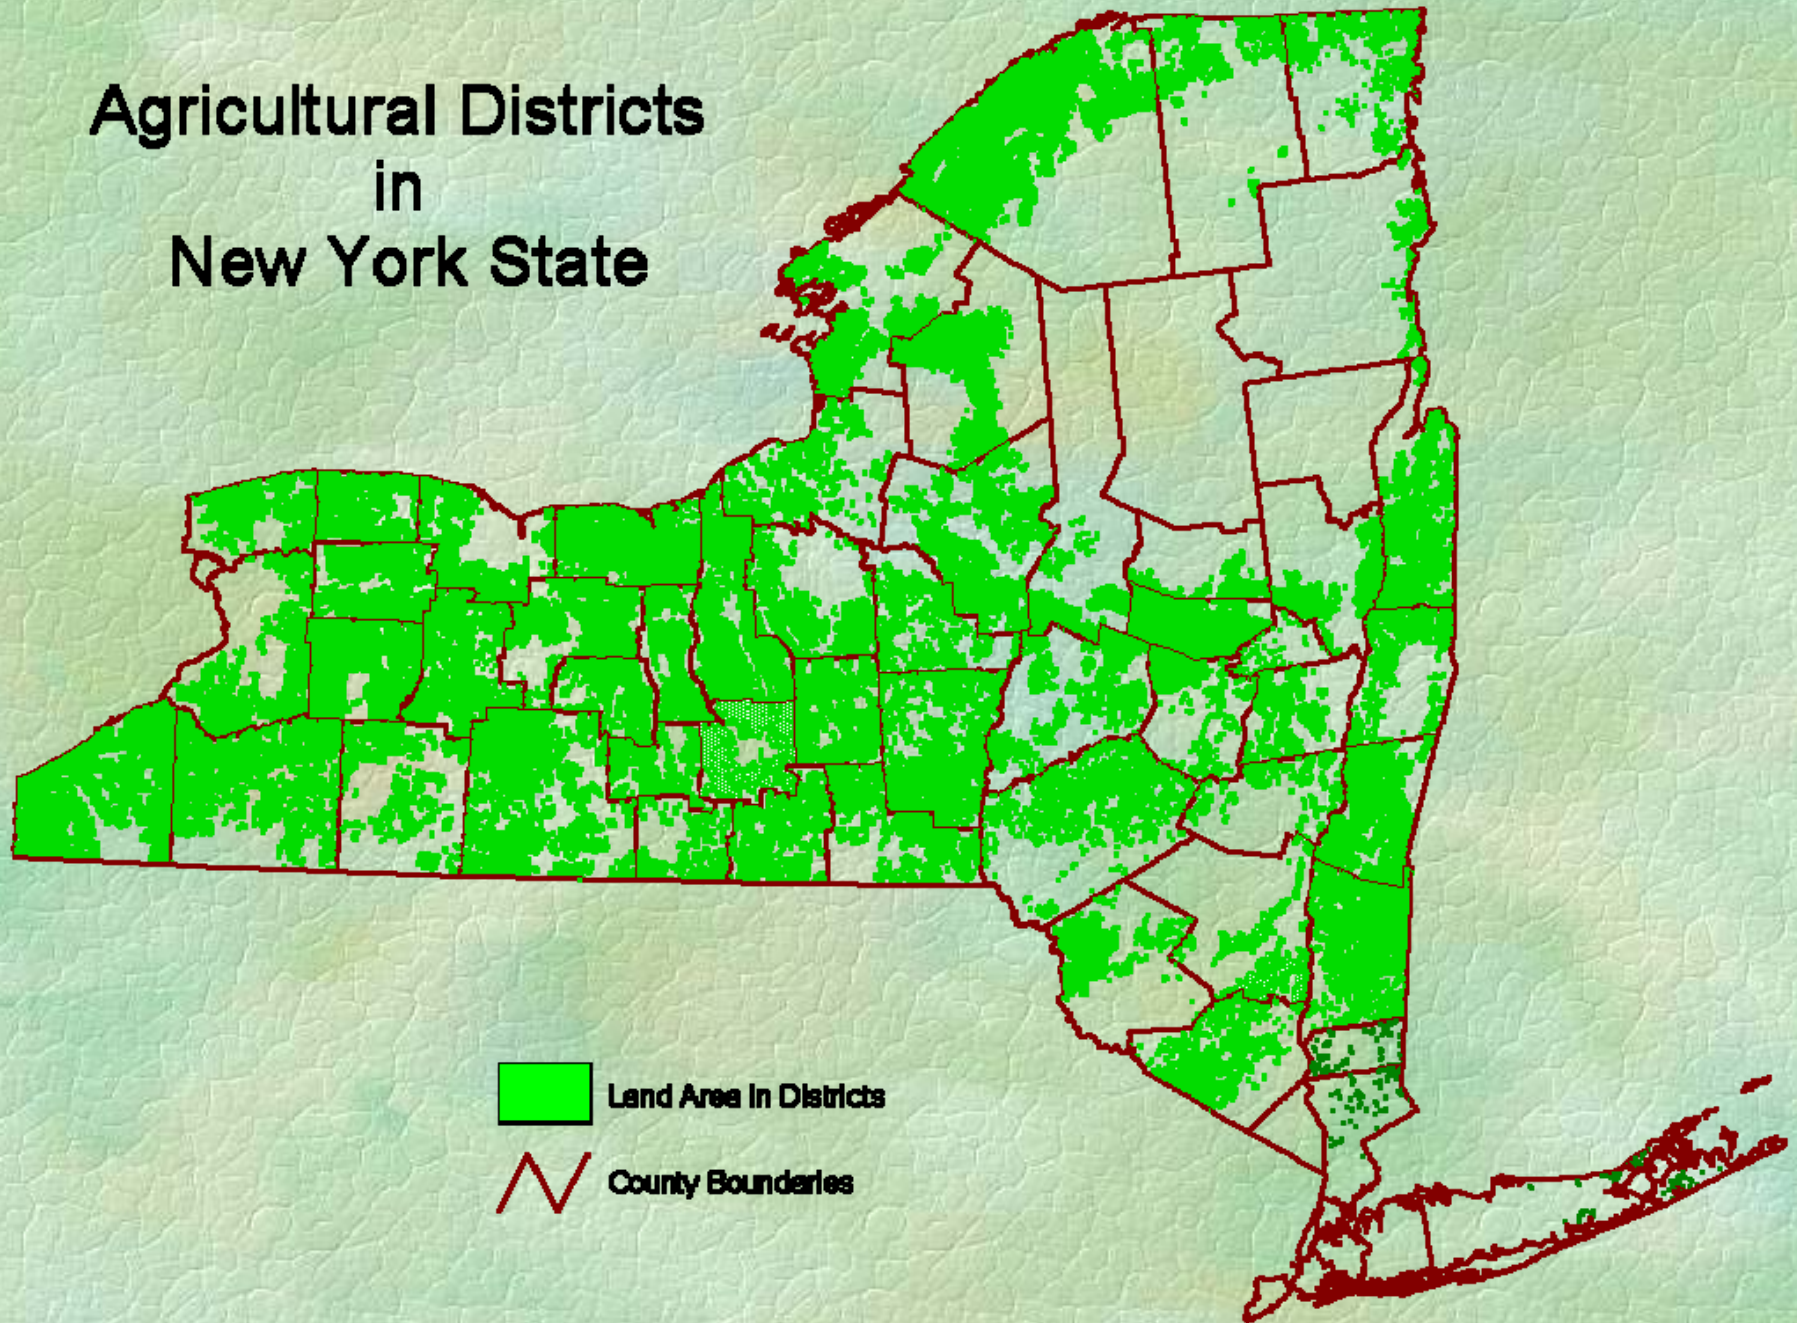 Agricultural Districts
in
New York State
Land Area in Districts
County Boundaries